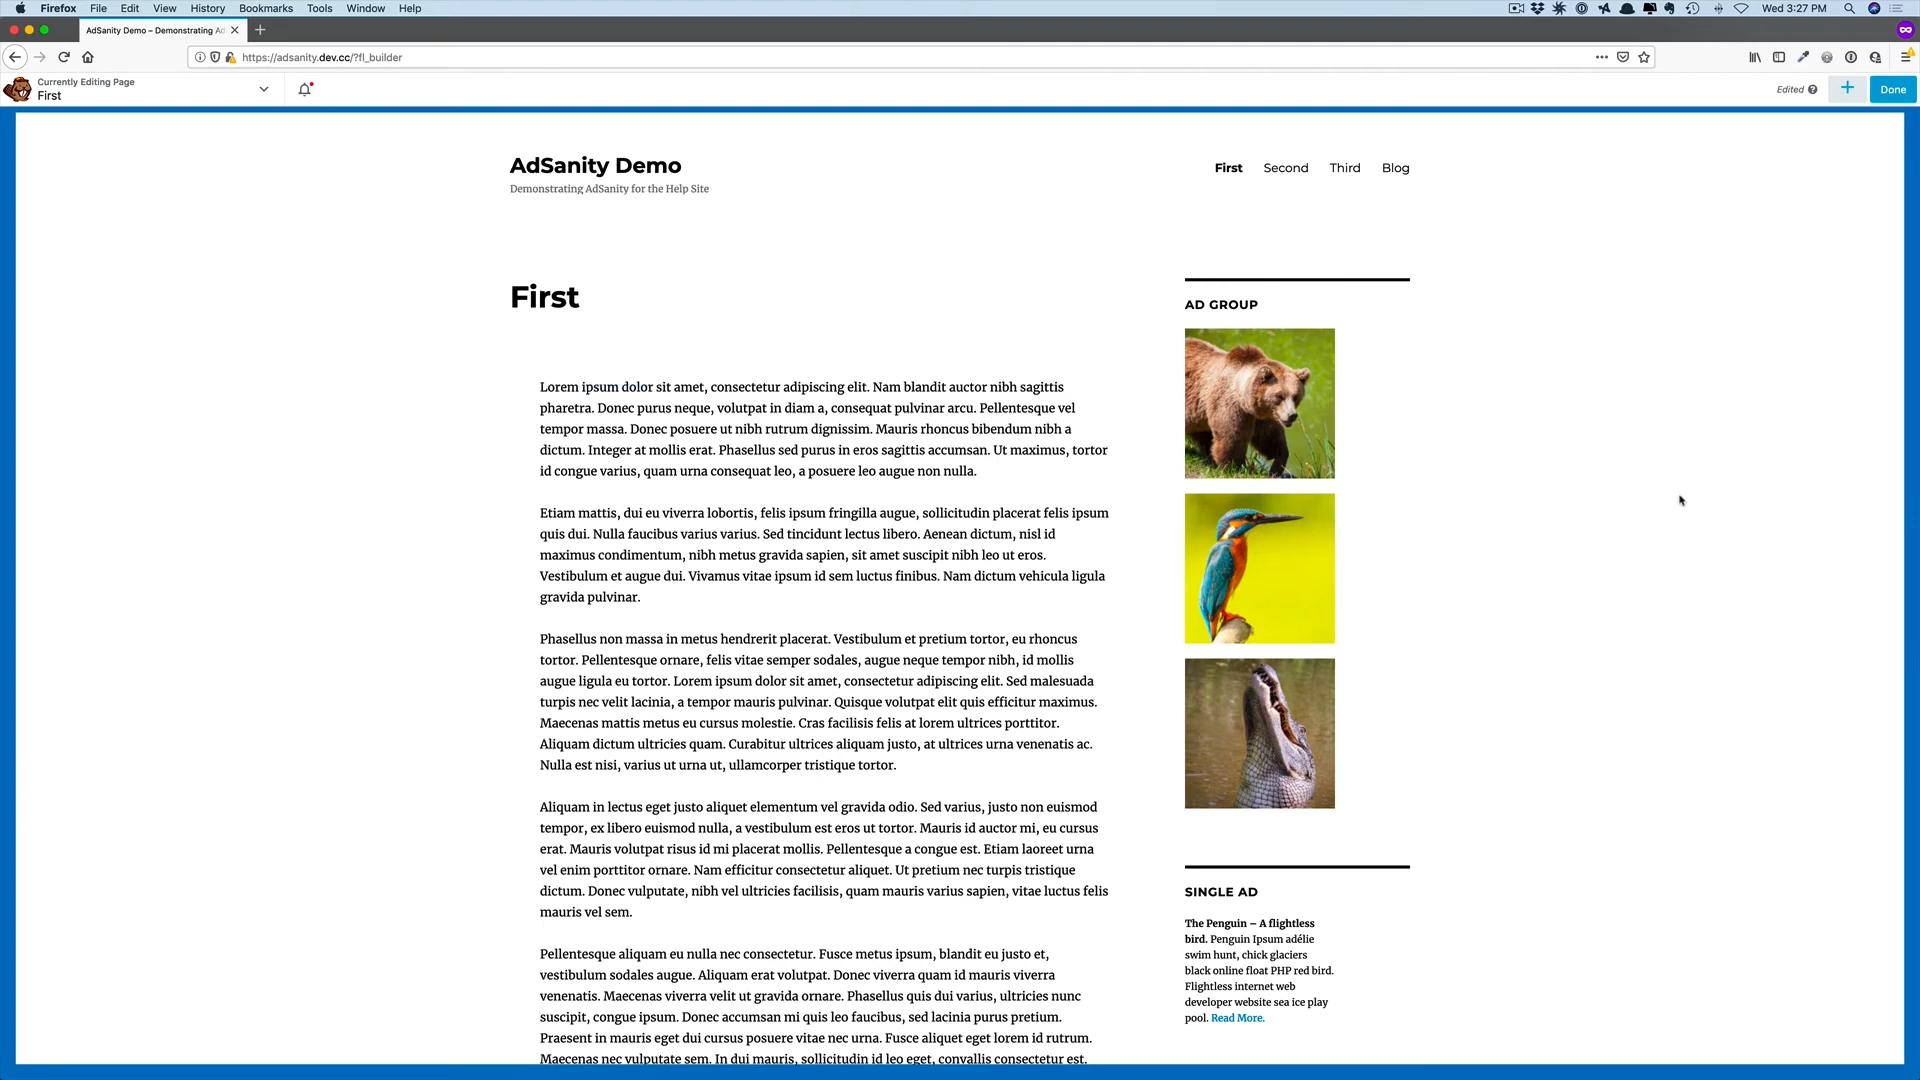 Firefox File Edit View History Bookmarks Tools Window Help
Wed 3:27 PM
AdSanity Demo – Demonstrating Ad
https://adsanity.dev.cc/?fl_builder
Currently Editing Page
First
Edited
Done
AdSanity Demo
Demonstrating AdSanity for the Help Site
First Second Third Blog
First
Lorem ipsum dolor sit amet, consectetur adipiscing elit. Nam blandit auctor nibh sagittis
pharetra. Donec purus neque, volutpat in diam a, consequat pulvinar arcu. Pellentesque vel
tempor massa. Donec posuere ut nibh rutrum dignissim. Mauris rhoncus bibendum nibh a
dictum. Integer at mollis erat. Phasellus sed purus in eros sagittis accumsan. Ut maximus, tortor
id congue varius, quam urna consequat leo, a posuere leo augue non nulla.
Etiam mattis, dui eu viverra lobortis, felis ipsum fringilla augue, sollicitudin placerat felis ipsum
quis dui. Nulla faucibus varius varius. Sed tincidunt lectus libero. Aenean dictum, nisl id
maximus condimentum, nibh metus gravida sapien, sit amet suscipit nibh leo ut eros.
Vestibulum et augue dui. Vivamus vitae ipsum id sem luctus finibus. Nam dictum vehicula ligula
gravida pulvinar.
Phasellus non massa in metus hendrerit placerat. Vestibulum et pretium tortor, eu rhoncus
tortor. Pellentesque ornare, felis vitae semper sodales, augue neque tempor nibh, id mollis
augue ligula eu tortor. Lorem ipsum dolor sit amet, consectetur adipiscing elit. Sed malesuada
turpis nec velit lacinia, a tempor mauris pulvinar. Quisque volutpat elit quis efficitur maximus.
Maecenas mattis metus eu cursus molestie. Cras facilisis felis at lorem ultrices porttitor.
Aliquam dictum ultricies quam. Curabitur ultrices aliquam justo, at ultrices urna venenatis ac.
Nulla est nisi, varius ut urna ut, ullamcorper tristique tortor.
Aliquam in lectus eget justo aliquet elementum vel gravida odio. Sed varius, justo non euismod
tempor, ex libero euismod nulla, a vestibulum est eros ut tortor. Mauris id auctor mi, eu cursus
erat. Mauris volutpat risus id mi placerat mollis. Pellentesque a congue est. Etiam laoreet urna
vel enim porttitor ornare. Nam efficitur consectetur aliquet. Ut pretium nec turpis tristique
dictum. Donec vulputate, nibh vel ultricies facilisis, quam mauris varius sapien, vitae luctus felis
mauris vel sem.
Pellentesque aliquam eu nulla nec consectetur. Fusce metus ipsum, blandit eu justo et,
vestibulum sodales augue. Aliquam erat volutpat. Donec viverra quam id mauris viverra
venenatis. Maecenas viverra velit ut gravida ornare. Phasellus quis dui varius, ultricies nunc
suscipit, congue ipsum. Donec accumsan mi quis leo faucibus, sed lacinia purus pretium.
Praesent in mauris eget dui cursus posuere vitae nec urna. Fusce aliquet eget lorem id rutrum.
Maecenas nec vulputate sem. In dui mauris, sollicitudin id leo eget, convallis consectetur est.
AD GROUP
SINGLE AD
The Penguin – A flightless
bird. Penguin Ipsum adélie
swim hunt, chick glaciers
black online float PHP red bird.
Flightless internet web
developer website sea ice play
pool. Read More.